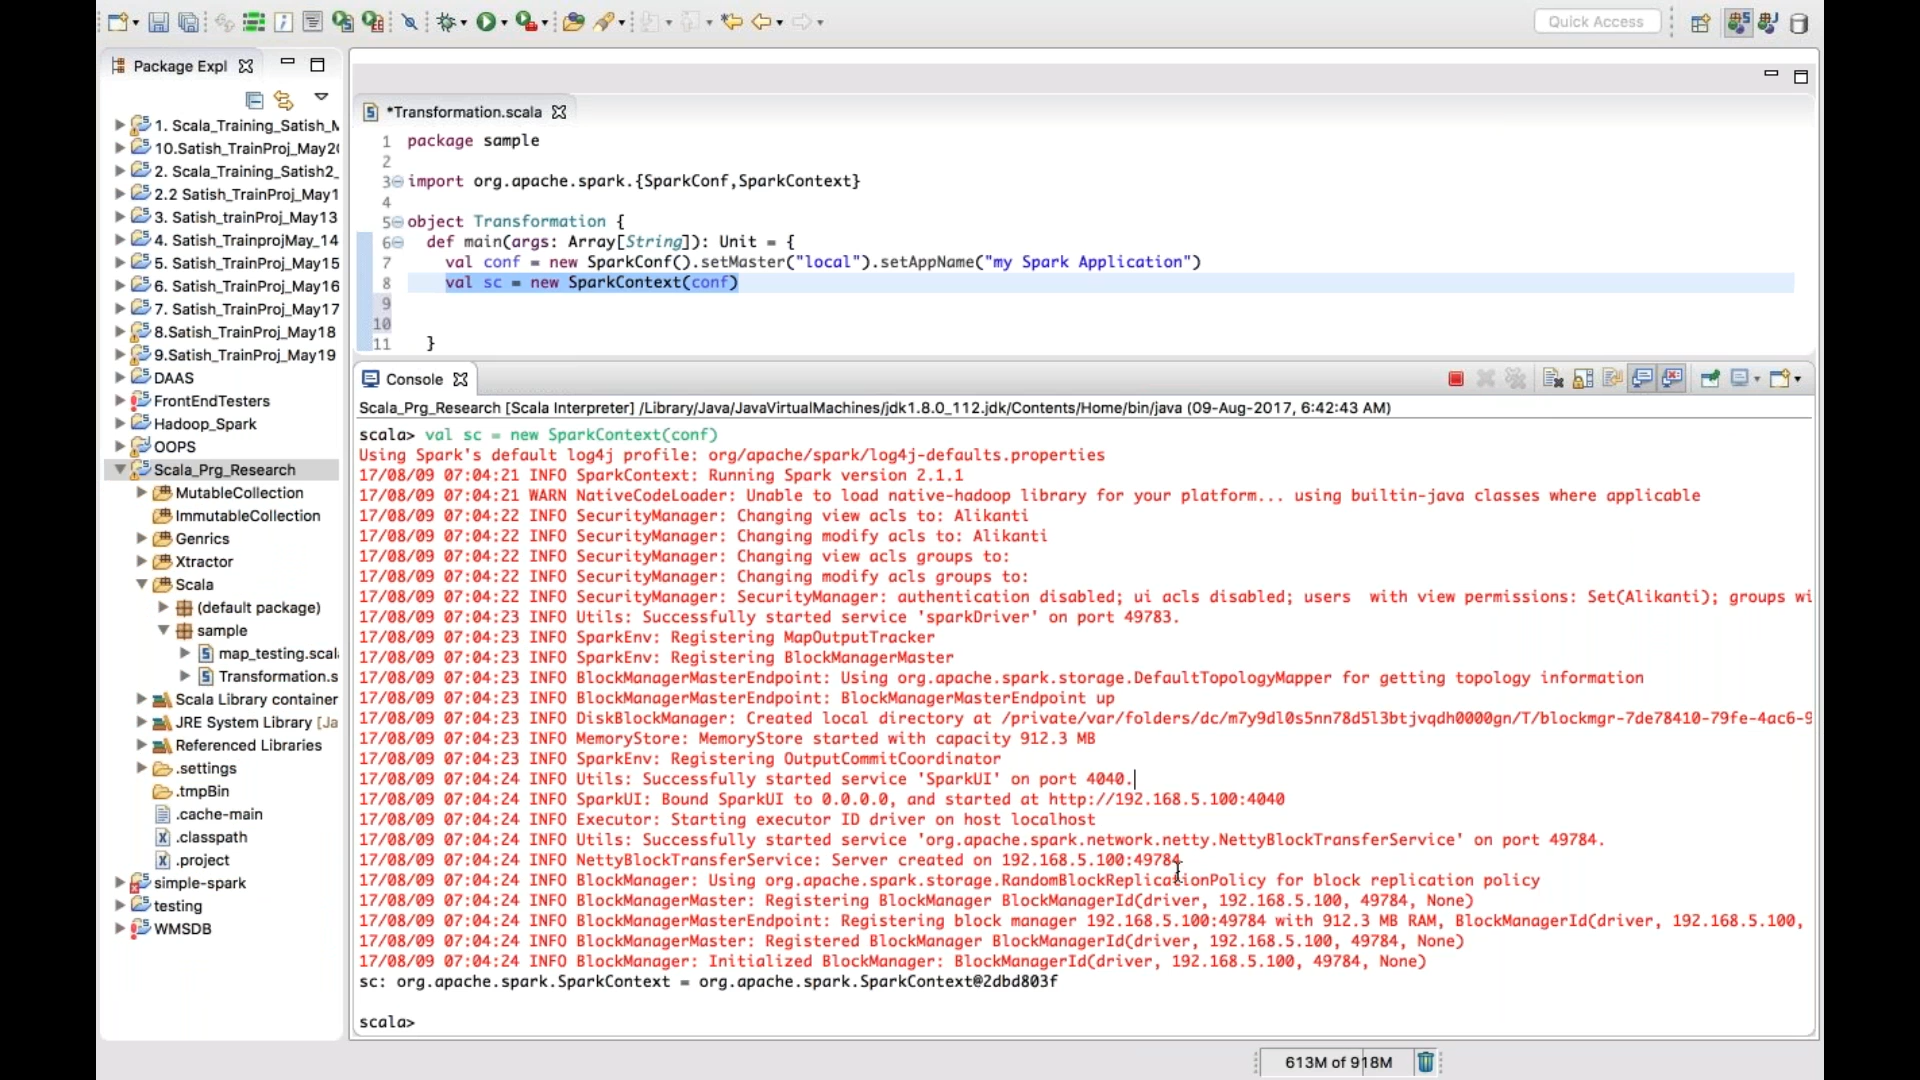 Quick Access
Package Expl
1. Scala_Training_Satish_M
10.Satish_TrainProj_May20
2. Scala_Training_Satish2_
2.2 Satish_TrainProj_May1
3. Satish_trainProj_May13
4. Satish_TrainprojMay_14
5. Satish_TrainProj_May15
6. Satish_TrainProj_May16
7. Satish_TrainProj_May17
8.Satish_TrainProj_May18
9.Satish_TrainProj_May19
DAAS
FrontEndTesters
Hadoop_Spark
OOPS
Scala_Prg_Research
MutableCollection
ImmutableCollection
Genrics
Xtractor
Scala
(default package)
sample
map_testing.scal
Transformation.s
Scala Library container
JRE System Library [Ja
Referenced Libraries
.settings
.tmpBin
.cache-main
.classpath
.project
simple-spark
testing
WMSDB
*Transformation.scala
1 package sample
2
3 import org.apache.spark.{SparkConf,SparkContext}
4
5 object Transformation {
6 def main(args: Array[String]): Unit = {
7 val conf = new SparkConf().setMaster("local").setAppName("my Spark Application")
8 val sc = new SparkContext(conf)
9
10
11 }
Console
Scala_Prg_Research [Scala Interpreter] /Library/Java/JavaVirtualMachines/jdk1.8.0_112.jdk/Contents/Home/bin/java (09-Aug-2017, 6:42:43 AM)
scala> val sc = new SparkContext(conf)
Using Spark's default log4j profile: org/apache/spark/log4j-defaults.properties
17/08/09 07:04:21 INFO SparkContext: Running Spark version 2.1.1
17/08/09 07:04:21 WARN NativeCodeLoader: Unable to load native-hadoop library for your platform... using builtin-java classes where applicable
17/08/09 07:04:22 INFO SecurityManager: Changing view acls to: Alikanti
17/08/09 07:04:22 INFO SecurityManager: Changing modify acls to: Alikanti
17/08/09 07:04:22 INFO SecurityManager: Changing view acls groups to:
17/08/09 07:04:22 INFO SecurityManager: Changing modify acls groups to:
17/08/09 07:04:22 INFO SecurityManager: SecurityManager: authentication disabled; ui acls disabled; users  with view permissions: Set(Alikanti); groups wi
17/08/09 07:04:23 INFO Utils: Successfully started service 'sparkDriver' on port 49783.
17/08/09 07:04:23 INFO SparkEnv: Registering MapOutputTracker
17/08/09 07:04:23 INFO SparkEnv: Registering BlockManagerMaster
17/08/09 07:04:23 INFO BlockManagerMasterEndpoint: Using org.apache.spark.storage.DefaultTopologyMapper for getting topology information
17/08/09 07:04:23 INFO BlockManagerMasterEndpoint: BlockManagerMasterEndpoint up
17/08/09 07:04:23 INFO DiskBlockManager: Created local directory at /private/var/folders/dc/m7y9dl0s5nn78d5l3btjvqdh0000gn/T/blockmgr-7de78410-79fe-4ac6-9
17/08/09 07:04:23 INFO MemoryStore: MemoryStore started with capacity 912.3 MB
17/08/09 07:04:23 INFO SparkEnv: Registering OutputCommitCoordinator
17/08/09 07:04:24 INFO Utils: Successfully started service 'SparkUI' on port 4040.
17/08/09 07:04:24 INFO SparkUI: Bound SparkUI to 0.0.0.0, and started at http://192.168.5.100:4040
17/08/09 07:04:24 INFO Executor: Starting executor ID driver on host localhost
17/08/09 07:04:24 INFO Utils: Successfully started service 'org.apache.spark.network.netty.NettyBlockTransferService' on port 49784.
17/08/09 07:04:24 INFO NettyBlockTransferService: Server created on 192.168.5.100:49784
17/08/09 07:04:24 INFO BlockManager: Using org.apache.spark.storage.RandomBlockReplicationPolicy for block replication policy
17/08/09 07:04:24 INFO BlockManagerMaster: Registering BlockManager BlockManagerId(driver, 192.168.5.100, 49784, None)
17/08/09 07:04:24 INFO BlockManagerMasterEndpoint: Registering block manager 192.168.5.100:49784 with 912.3 MB RAM, BlockManagerId(driver, 192.168.5.100,
17/08/09 07:04:24 INFO BlockManagerMaster: Registered BlockManager BlockManagerId(driver, 192.168.5.100, 49784, None)
17/08/09 07:04:24 INFO BlockManager: Initialized BlockManager: BlockManagerId(driver, 192.168.5.100, 49784, None)
sc: org.apache.spark.SparkContext = org.apache.spark.SparkContext@2dbd803f
scala>
613M of 918M